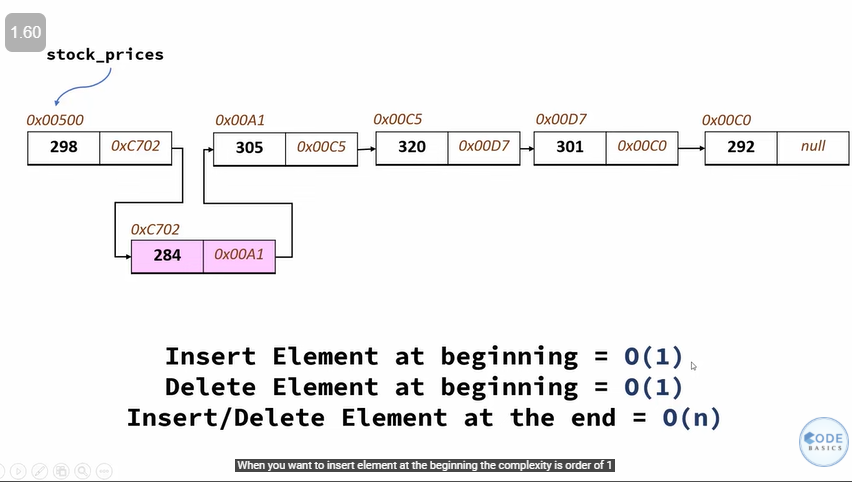 1.60
stock_prices
0x00500 0x00A1 0x00C5 0x00D7 0x00C0
298 0xC702 305 0x00C5 320 0x00D7 301 0x00C0 292 null
0xC702
284 0x00A1
Insert Element at beginning = O(1)
Delete Element at beginning = O(1)
Insert/Delete Element at the end = O(n)
CODE
BASICS
When you want to insert element at the beginning the complexity is order of 1